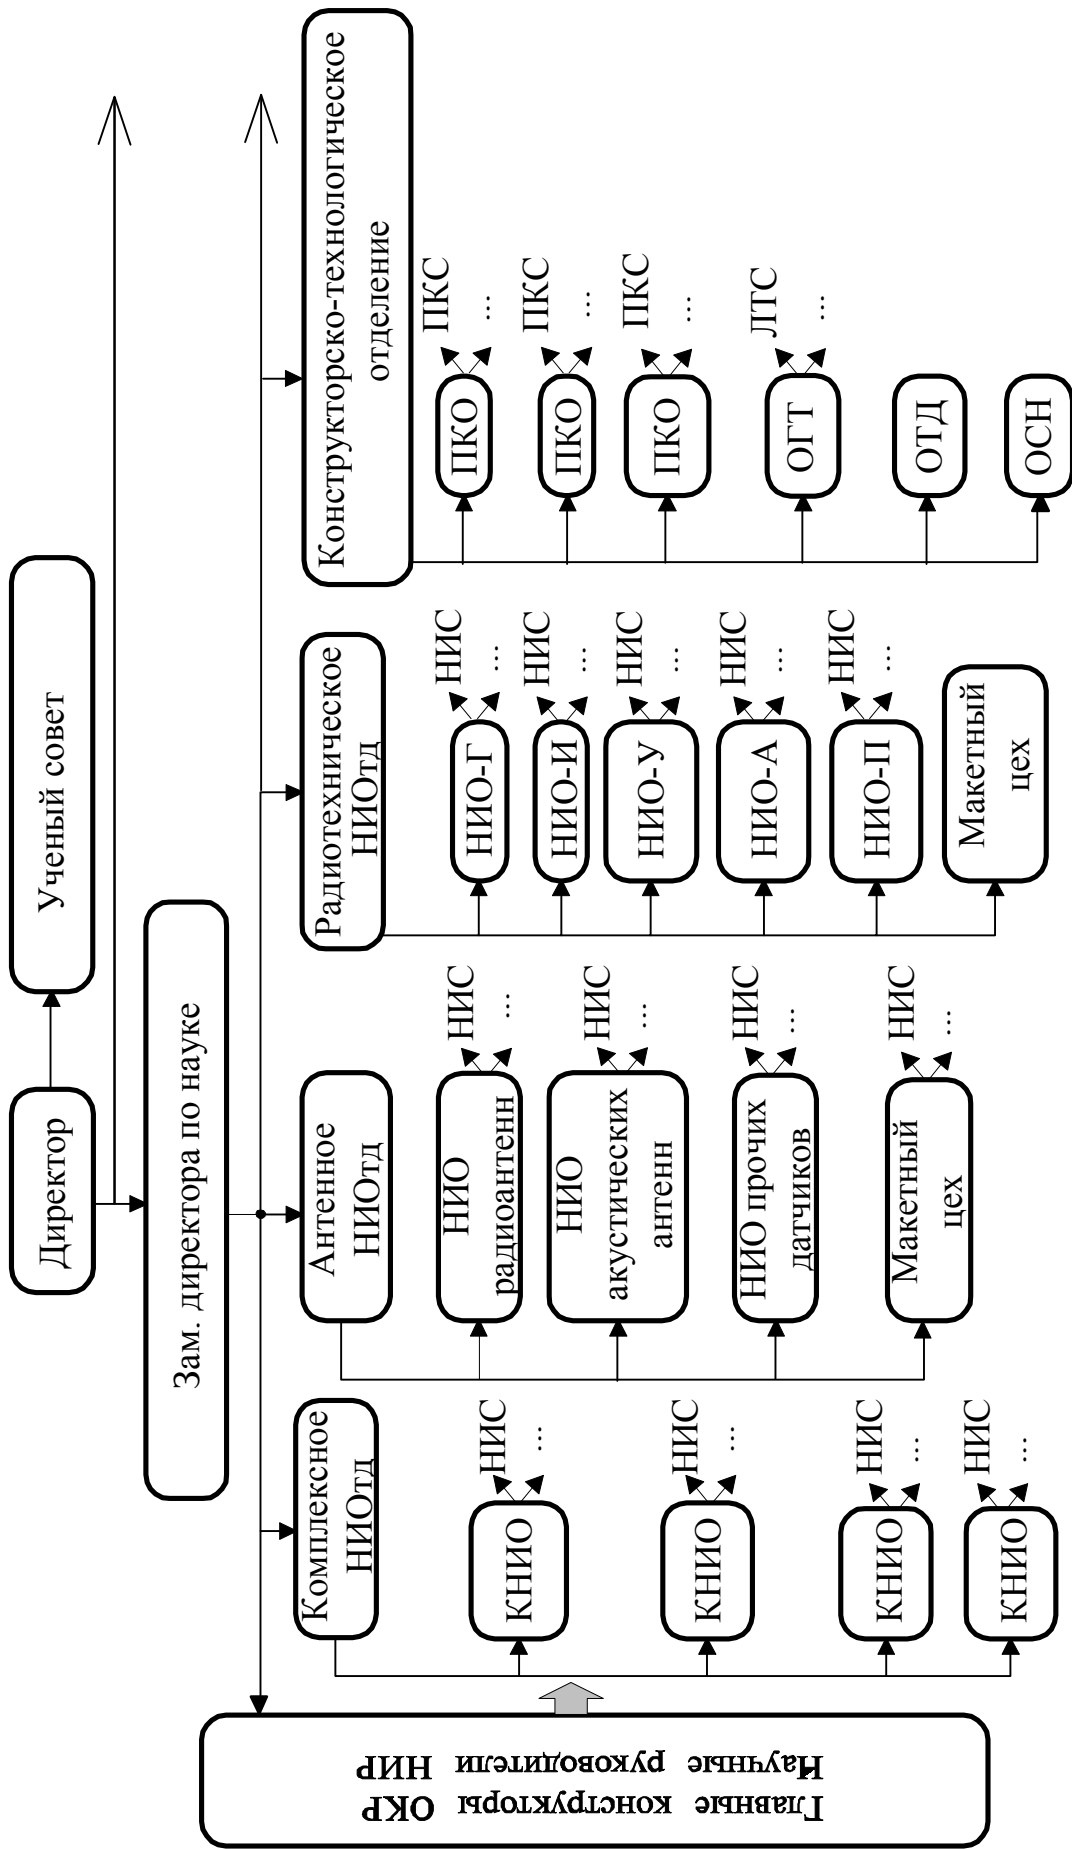 Директор
Ученый совет
Зам. директора по науке
Главные конструкторы ОКР
Научные руководители НИР
Комплексное
НИОтд
КНИО
НИС
...
КНИО
НИС
...
КНИО
НИС
...
КНИО
НИС
...
Антенное
НИОтд
НИО
радиоантенн
НИС
...
НИО
акустических
антенн
НИС
...
НИО прочих
датчиков
НИС
...
Макетный
цех
НИС
...
Радиотехническое
НИОтд
НИО-Г
НИС
...
НИО-И
НИС
...
НИО-У
НИС
...
НИО-А
НИС
...
НИО-П
НИС
...
Макетный
цех
Конструкторско-технологическое
отделение
ПКО
ПКС
...
ПКО
ПКС
...
ПКО
ПКС
...
ОГТ
ЛТС
...
ОТД
ОСН